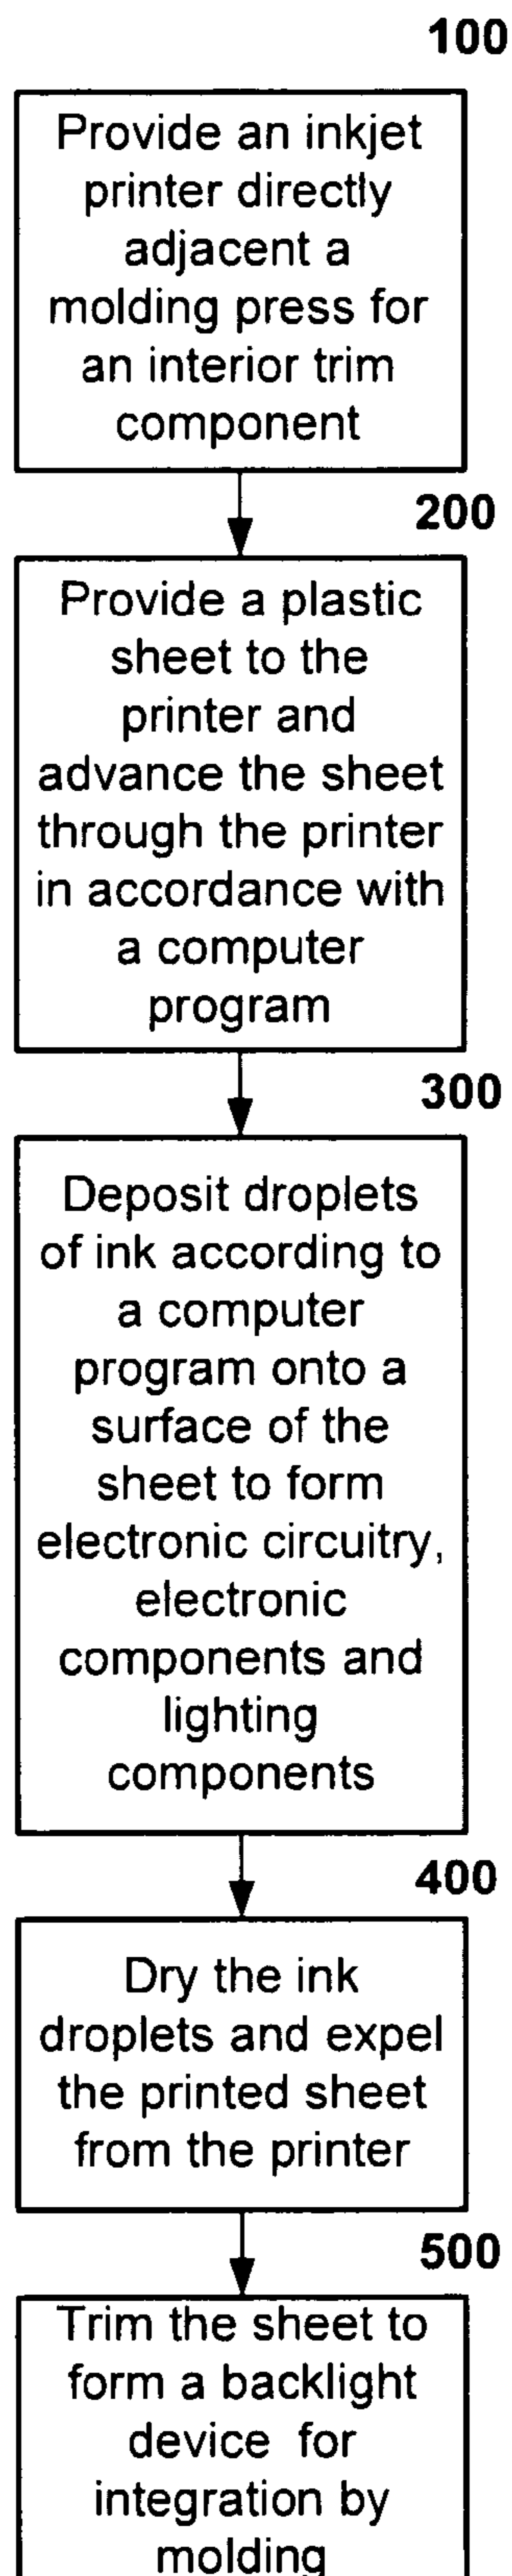 100
Provide an inkjet
printer directly
adjacent a
molding press for
an interior trim
component
200
Provide a plastic
sheet to the
printer and
advance the sheet
through the printer
in accordance with
a computer
program
300
Deposit droplets
of ink according to
a computer
program onto a
surface of the
sheet to form
electronic circuitry,
electronic
components and
lighting
components
400
Dry the ink
droplets and expel
the printed sheet
from the printer
500
Trim the sheet to
form a backlight
device for
integration by
molding